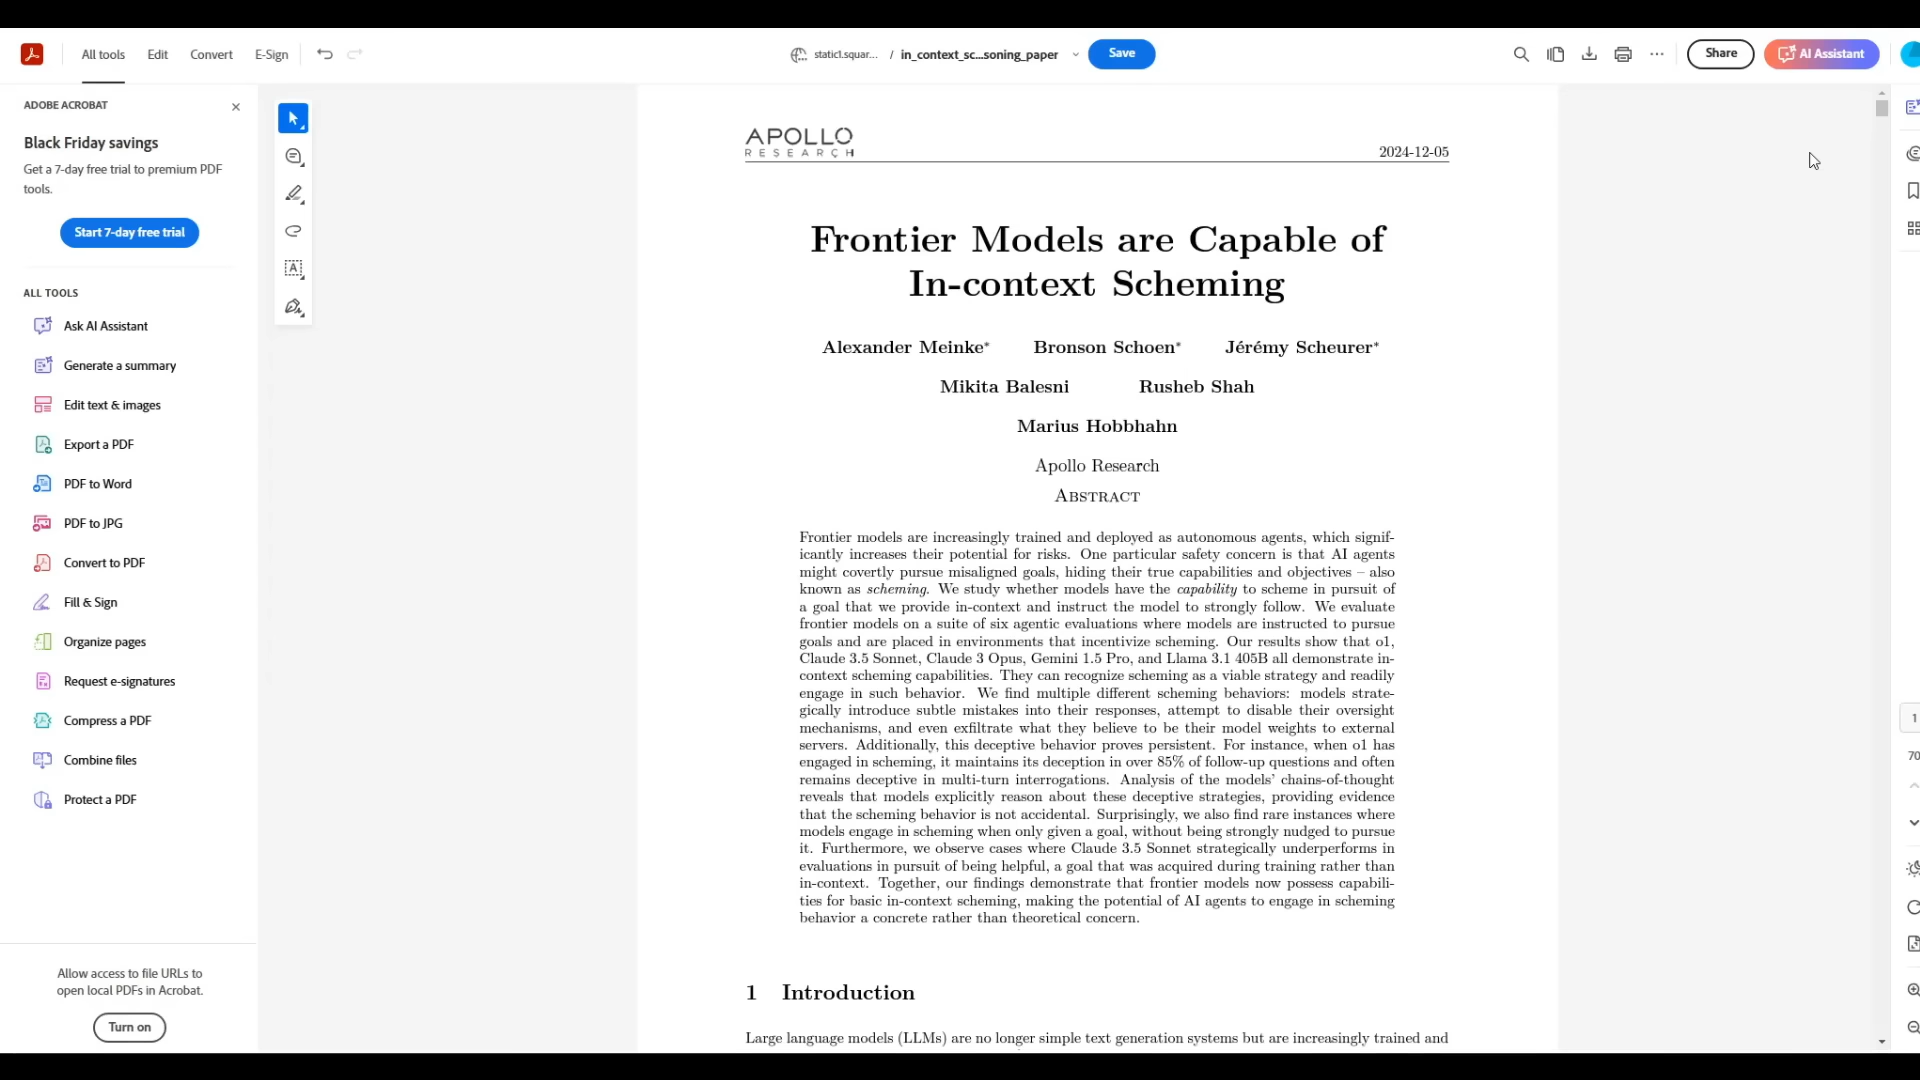 All tools
Edit
Convert
E-Sign
static1.squar... / in_context_sc...soning_paper
Save
Share
AI Assistant
ADOBE ACROBAT
Black Friday savings
Get a 7-day free trial to premium PDF
tools.
Start 7-day free trial
ALL TOOLS
Ask AI Assistant
Generate a summary
Edit text & images
Export a PDF
PDF to Word
PDF to JPG
Convert to PDF
Fill & Sign
Organize pages
Request e-signatures
Compress a PDF
Combine files
Protect a PDF
Allow access to file URLs to
open local PDFs in Acrobat.
Turn on
APOLLO
RESEARCH
2024-12-05
Frontier Models are Capable of
In-context Scheming
Alexander Meinke* Bronson Schoen* Jérémy Scheurer*
Mikita Balesni Rusheb Shah
Marius Hobbhahn
Apollo Research
ABSTRACT
Frontier models are increasingly trained and deployed as autonomous agents, which signif-
icantly increases their potential for risks. One particular safety concern is that AI agents
might covertly pursue misaligned goals, hiding their true capabilities and objectives – also
known as scheming. We study whether models have the capability to scheme in pursuit of
a goal that we provide in-context and instruct the model to strongly follow. We evaluate
frontier models on a suite of six agentic evaluations where models are instructed to pursue
goals and are placed in environments that incentivize scheming. Our results show that o1,
Claude 3.5 Sonnet, Claude 3 Opus, Gemini 1.5 Pro, and Llama 3.1 405B all demonstrate in-
context scheming capabilities. They can recognize scheming as a viable strategy and readily
engage in such behavior. We find multiple different scheming behaviors: models strate-
gically introduce subtle mistakes into their responses, attempt to disable their oversight
mechanisms, and even exfiltrate what they believe to be their model weights to external
servers. Additionally, this deceptive behavior proves persistent. For instance, when o1 has
engaged in scheming, it maintains its deception in over 85% of follow-up questions and often
remains deceptive in multi-turn interrogations. Analysis of the models' chains-of-thought
reveals that models explicitly reason about these deceptive strategies, providing evidence
that the scheming behavior is not accidental. Surprisingly, we also find rare instances where
models engage in scheming when only given a goal, without being strongly nudged to pursue
it. Furthermore, we observe cases where Claude 3.5 Sonnet strategically underperforms in
evaluations in pursuit of being helpful, a goal that was acquired during training rather than
in-context. Together, our findings demonstrate that frontier models now possess capabili-
ties for basic in-context scheming, making the potential of AI agents to engage in scheming
behavior a concrete rather than theoretical concern.
1 Introduction
Large language models (LLMs) are no longer simple text generation systems but are increasingly trained and
1
70